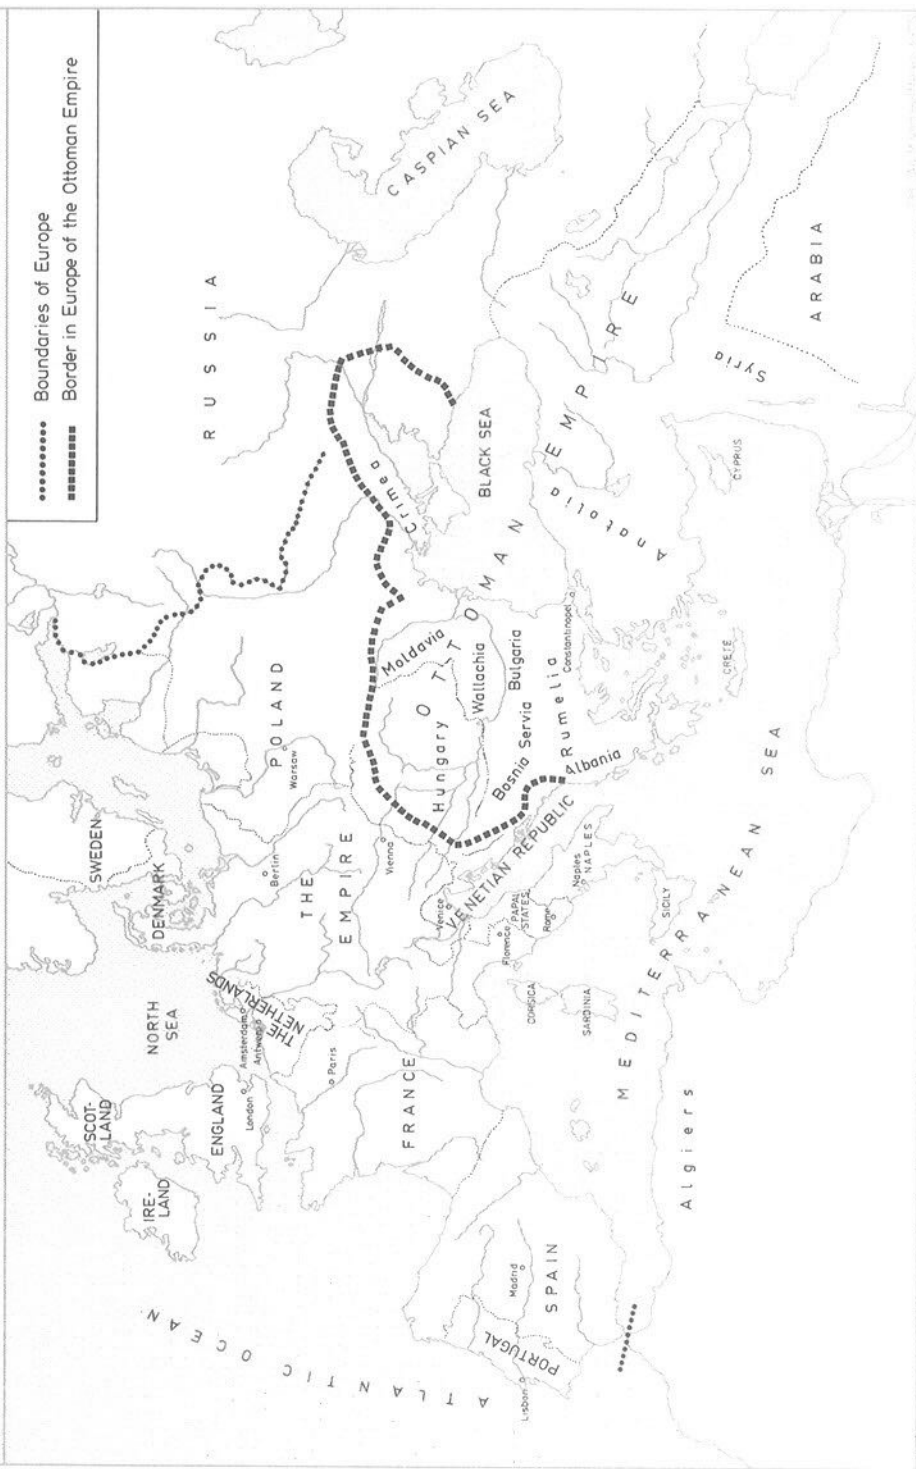 Boundaries of Europe
Border in Europe of the Ottoman Empire
RUSSIA
CASPIAN SEA
SWEDEN
DENMARK
NORTH
SEA
SCOT-
LAND
IRE-
LAND
ENGLAND
London
Amsterdam
Antwerp
THE
NETHERLANDS
Berlin
THE
EMPIRE
POLAND
Warsaw
Vienna
Paris
FRANCE
ATLANTIC OCEAN
Crimea
BLACK SEA
Moldavia
Hungary
Wallachia
Bulgaria
Bosnia
Servia
Rumelia
Albania
Constantinopel
OTTOMAN EMPIRE
Anatolia
Syria
ARABIA
CYPRUS
CRETE
VENETIAN REPUBLIC
Venice
Florence
PAPAL
STATES
Rome
Naples
NAPLES
SICILY
CORSICA
SARDINIA
MEDITERRANEAN SEA
Algiers
SPAIN
Madrid
PORTUGAL
Lisbon